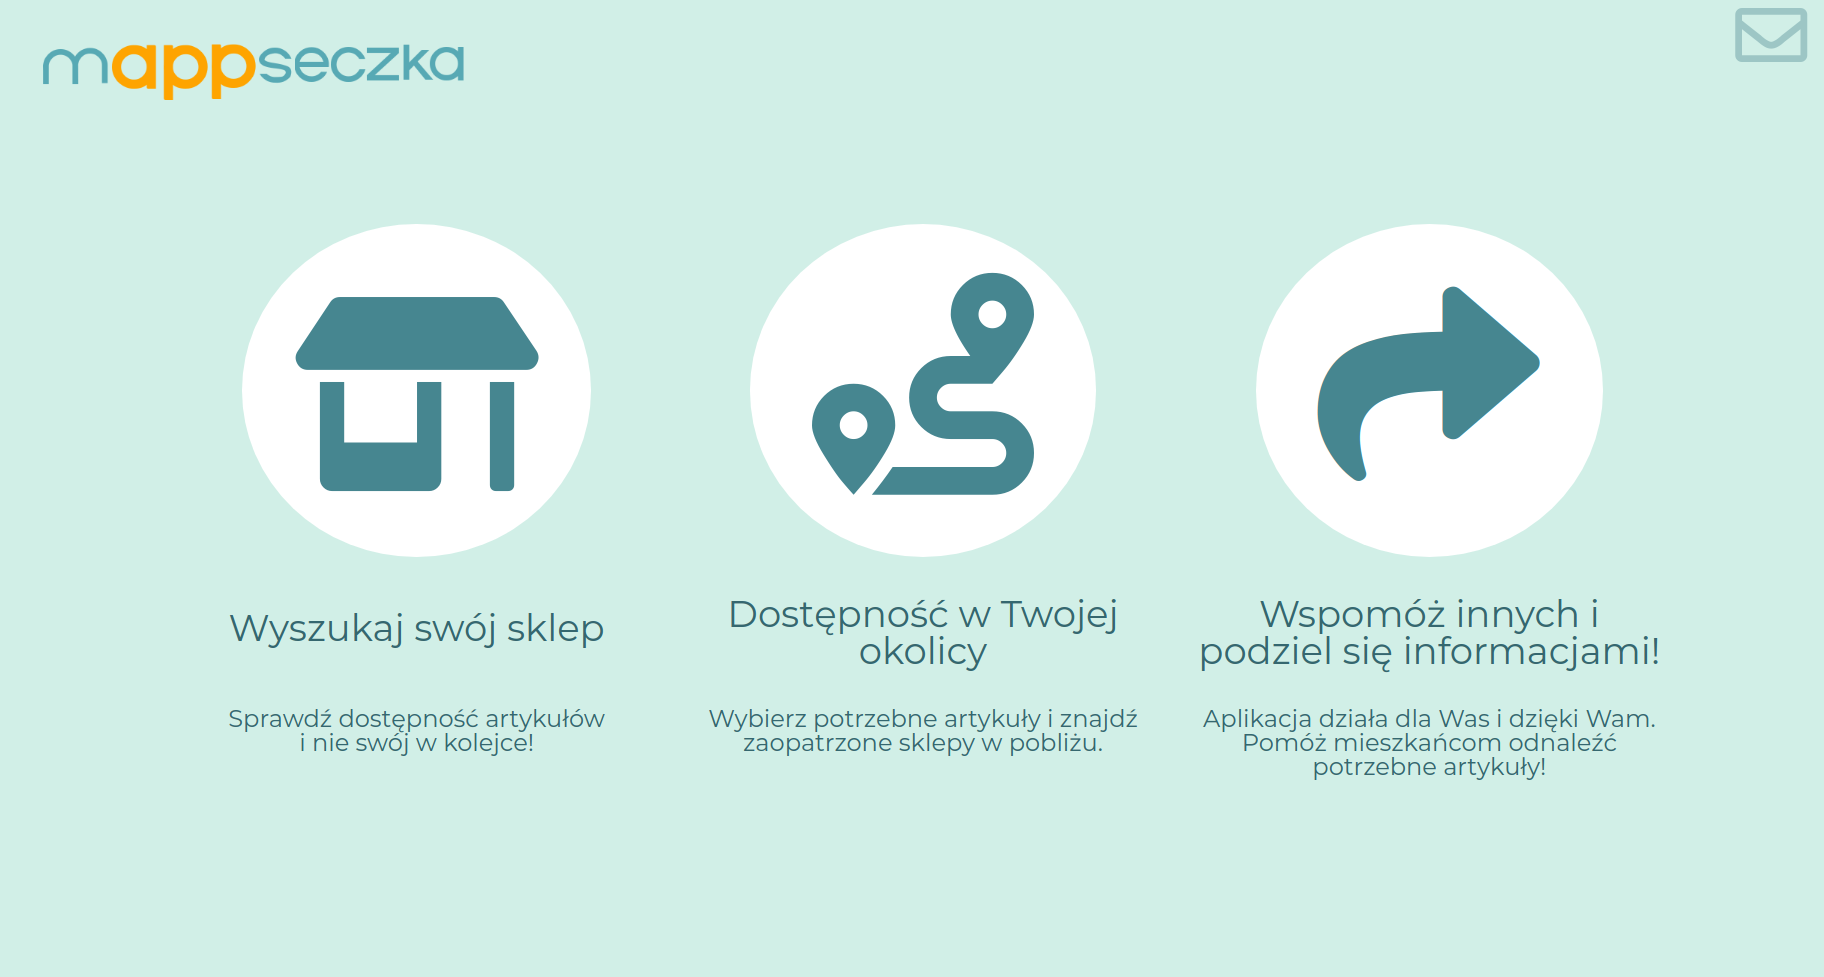 mappseczka
Wyszukaj swój sklep
Sprawdź dostępność artykułów
i nie swój w kolejce!
Dostępność w Twojej
okolicy
Wybierz potrzebne artykuły i znajdź
zaopatrzone sklepy w pobliżu.
Wspomóż innych i
podziel się informacjami!
Aplikacja działa dla Was i dzięki Wam.
Pomóż mieszkańcom odnaleźć
potrzebne artykuły!